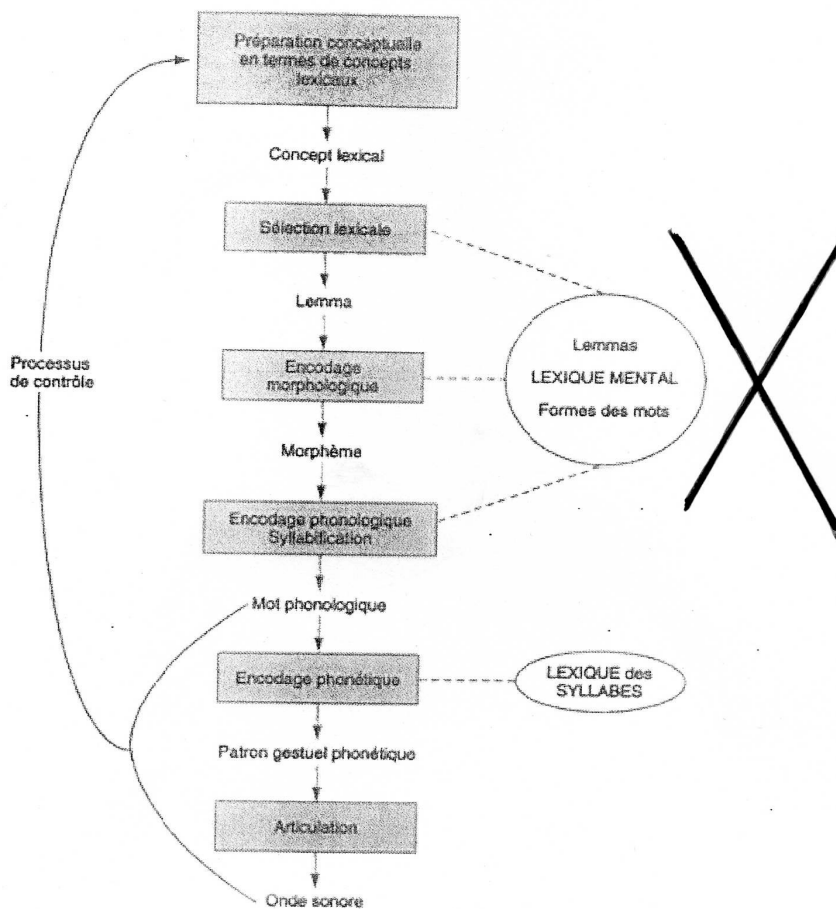 Préparation conceptuelle
en termes de concepts
lexicaux
Concept lexical
Sélection lexicale
Lemma
Encodage
morphologique
Morphème
Encodage phonologique
Syllabification
Mot phonologique
Encodage phonétique
Patron gestuel phonétique
Articulation
Onde sonore
Processus
de contrôle
Lemmas
LEXIQUE MENTAL
Formes des mots
LEXIQUE des
SYLLABES